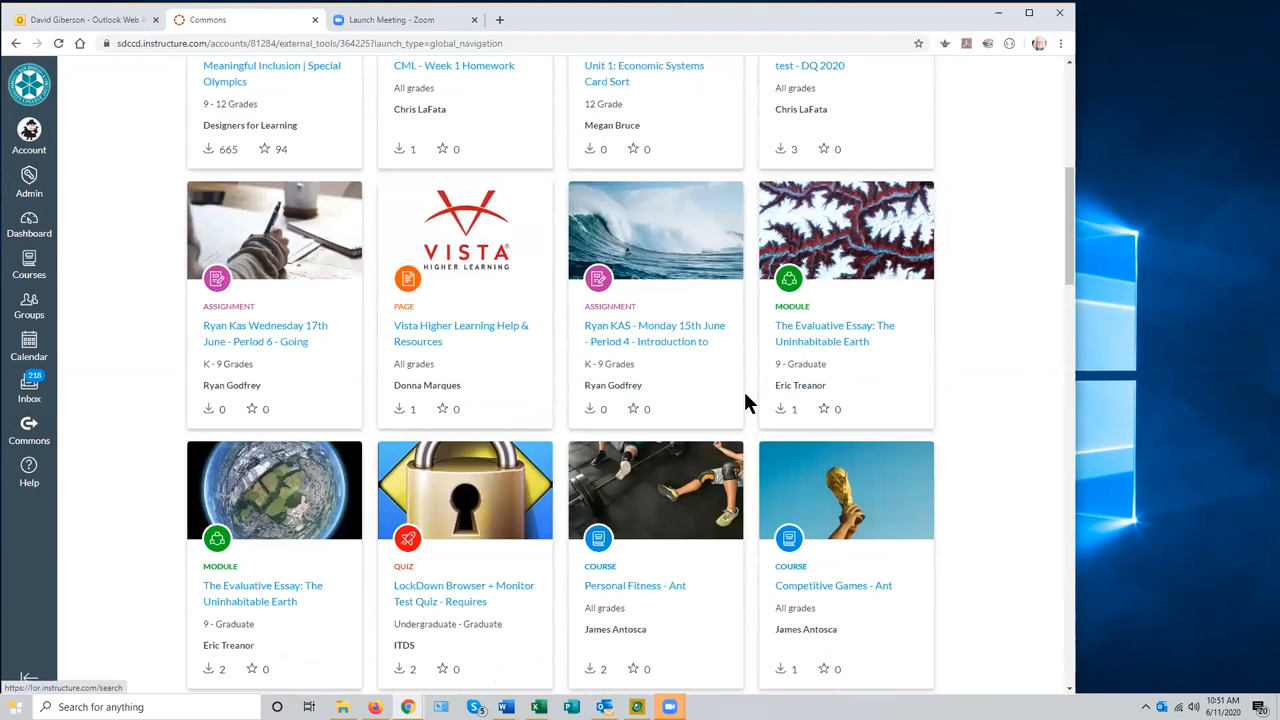 David Giberson - Outlook Web A
Commons
Launch Meeting - Zoom
sdccd.instructure.com/accounts/81284/external_tools/364225?launch_type=global_navigation
Account
Admin
Dashboard
Courses
Groups
Calendar
218
Inbox
Commons
Help
Meaningful Inclusion | Special
Olympics
9 - 12 Grades
Designers for Learning
665 94
CML - Week 1 Homework
All grades
Chris LaFata
1 0
Unit 1: Economic Systems
Card Sort
12 Grade
Megan Bruce
0 0
test - DQ 2020
All grades
Chris LaFata
3 0
ASSIGNMENT
Ryan Kas Wednesday 17th
June - Period 6 - Going
K - 9 Grades
Ryan Godfrey
0 0
VISTA®
HIGHER LEARNING
PAGE
Vista Higher Learning Help &
Resources
All grades
Donna Marques
1 0
ASSIGNMENT
Ryan KAS - Monday 15th June
- Period 4 - Introduction to
K - 9 Grades
Ryan Godfrey
0 0
MODULE
The Evaluative Essay: The
Uninhabitable Earth
9 - Graduate
Eric Treanor
1 0
MODULE
The Evaluative Essay: The
Uninhabitable Earth
9 - Graduate
Eric Treanor
2 0
QUIZ
LockDown Browser + Monitor
Test Quiz - Requires
Undergraduate - Graduate
ITDS
2 0
COURSE
Personal Fitness - Ant
All grades
James Antosca
2 0
COURSE
Competitive Games - Ant
All grades
James Antosca
1 0
https://lor.instructure.com/search
Search for anything
5
10:51 AM
6/11/2020
20